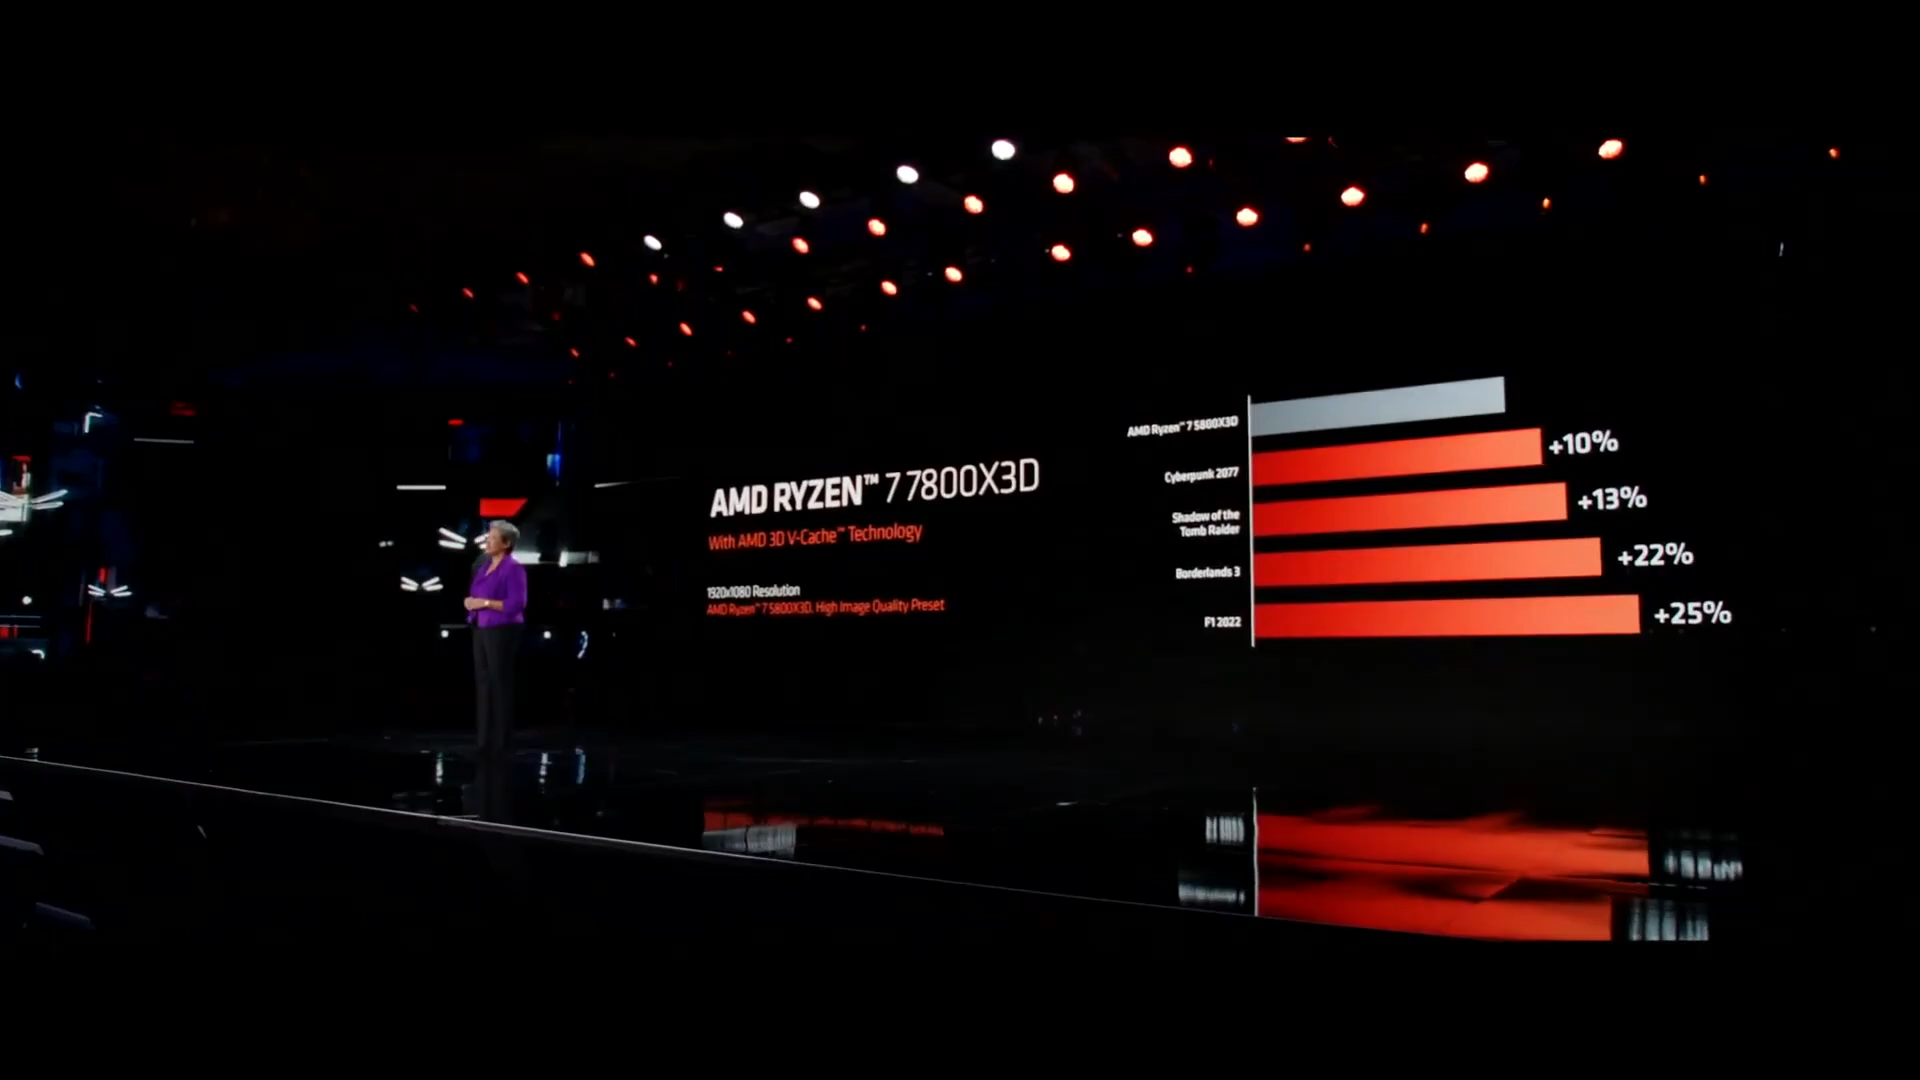 AMD RYZEN™ 7 7800X3D
With AMD 3D V-Cache™ Technology
1920x1080 Resolution
AMD Ryzen™ 7 5800X3D. High Image Quality Preset
AMD Ryzen™ 7 5800X3D
Cyberpunk 2077
+10%
Shadow of the
Tomb Raider
+13%
Borderlands 3
+22%
F1 2022
+25%